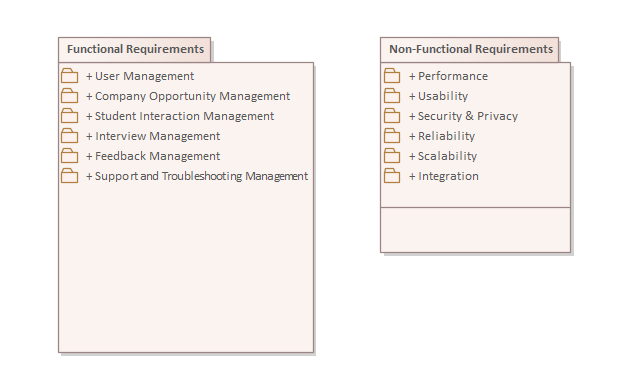 Functional Requirements
+ User Management
+ Company Opportunity Management
+ Student Interaction Management
+ Interview Management
+ Feedback Management
+ Support and Troubleshooting Management
Non-Functional Requirements
+ Performance
+ Usability
+ Security & Privacy
+ Reliability
+ Scalability
+ Integration